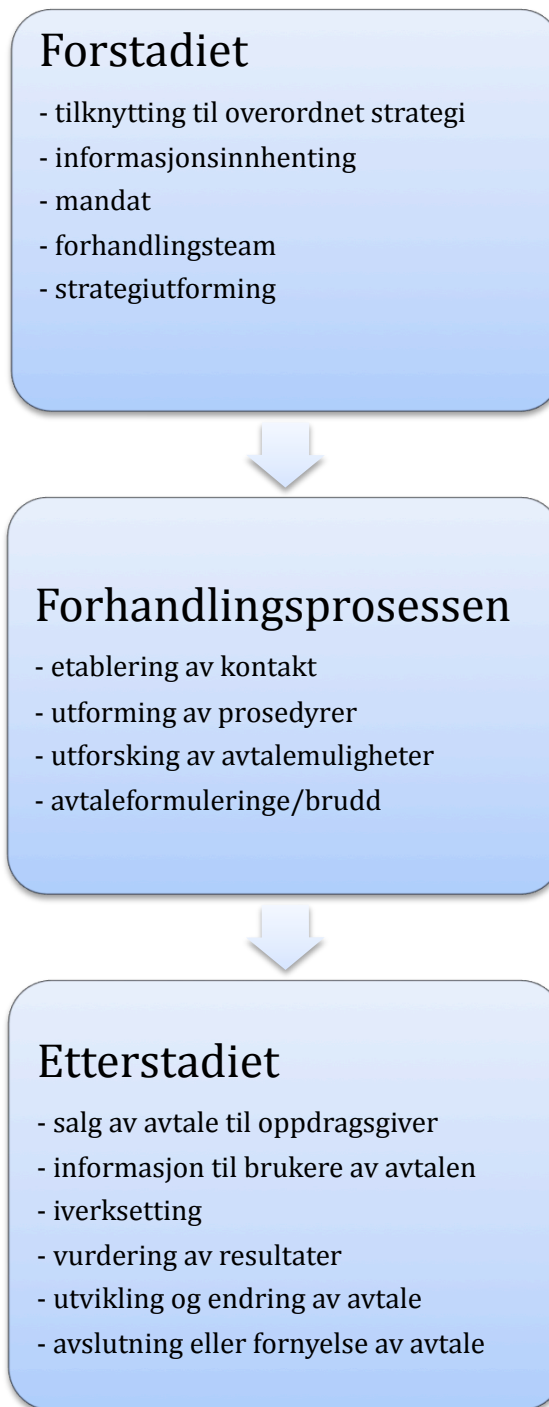 Forstadiet
- tilknytting til overordnet strategi
- informasjonsinnhenting
- mandat
- forhandlingsteam
- strategiutforming
Forhandlingsprosessen
- etablering av kontakt
- utforming av prosedyrer
- utforsking av avtalemuligheter
- avtaleformuleringe/brudd
Etterstadiet
- salg av avtale til oppdragsgiver
- informasjon til brukere av avtalen
- iverksetting
- vurdering av resultater
- utvikling og endring av avtale
- avslutning eller fornyelse av avtale